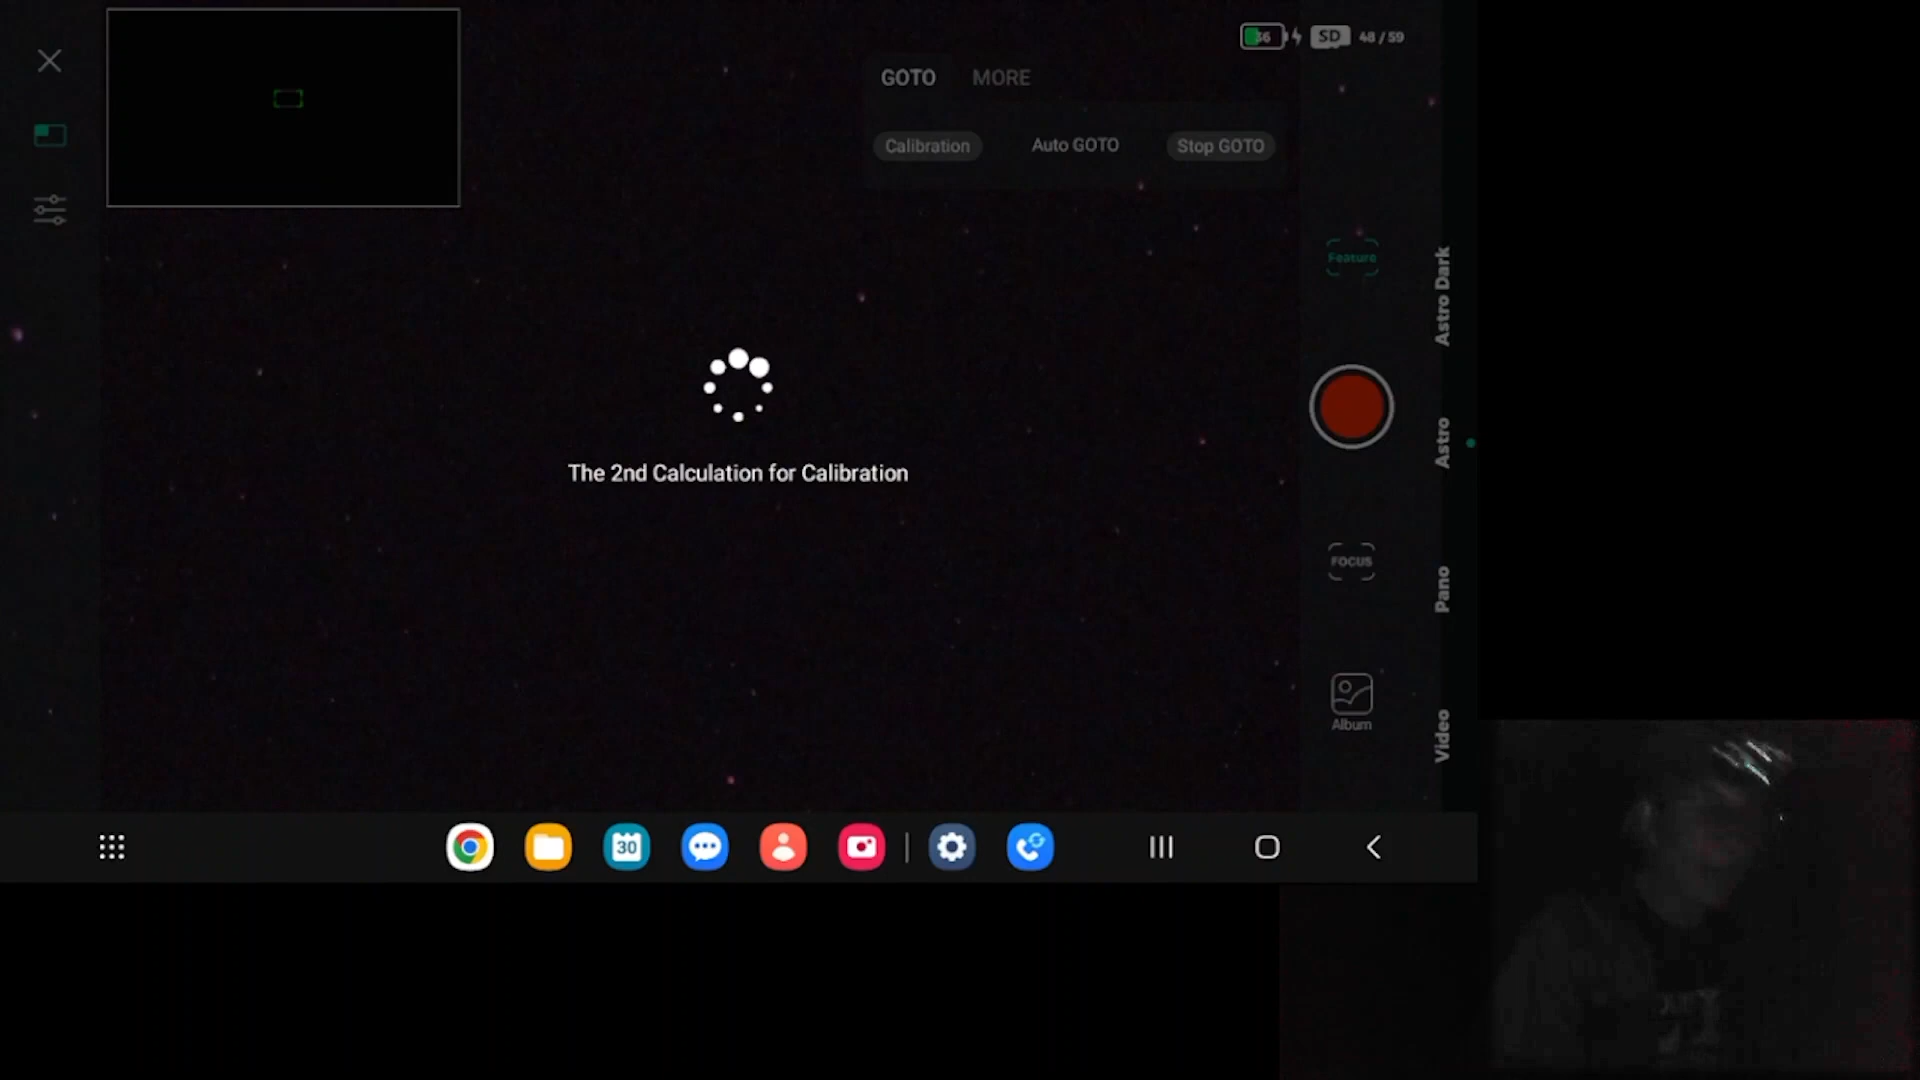 36
SD
48 / 59
GOTO
MORE
Calibration
Auto GOTO
Stop GOTO
Feature
Astro Dark
Astro
FOCUS
Pano
Album
Video
The 2nd Calculation for Calibration
30